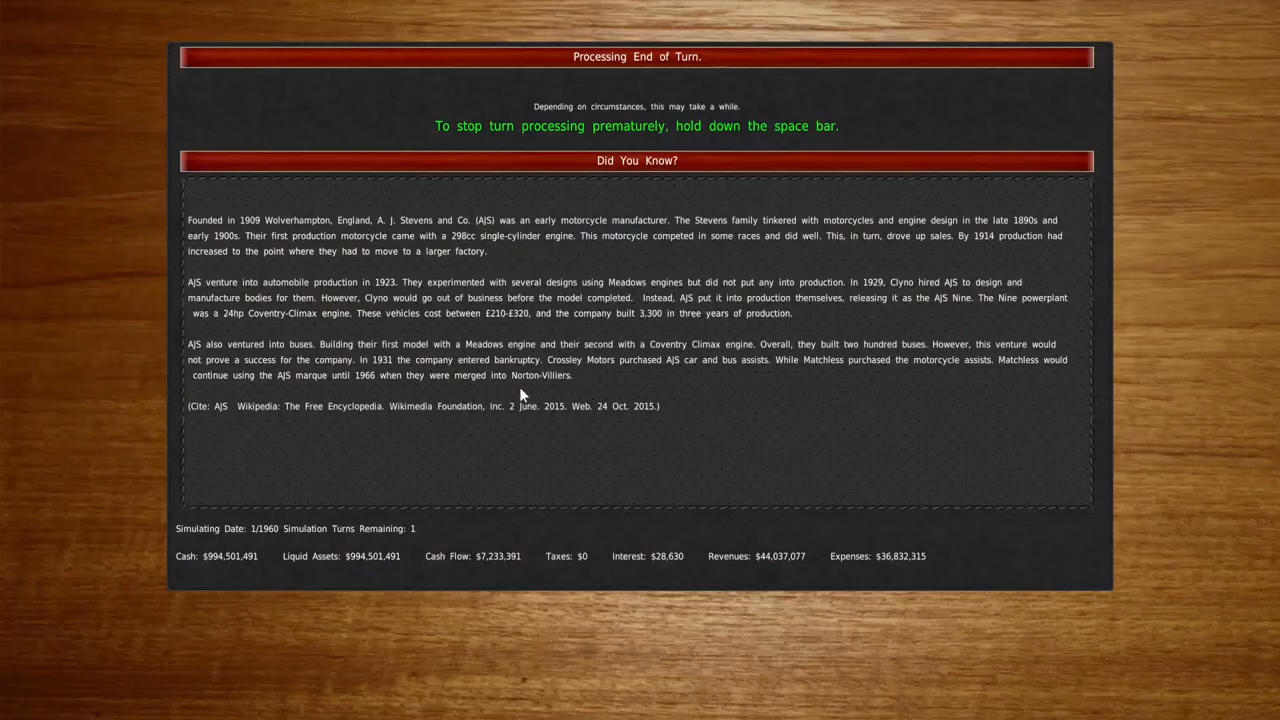 Processing End of Turn.
Depending on circumstances, this may take a while.
To stop turn processing prematurely, hold down the space bar.
Did You Know?
Founded in 1909 Wolverhampton, England, A. J. Stevens and Co. (AJS) was an early motorcycle manufacturer. The Stevens family tinkered with motorcycles and engine design in the late 1890s and
early 1900s. Their first production motorcycle came with a 298cc single-cylinder engine. This motorcycle competed in some races and did well. This, in turn, drove up sales. By 1914 production had
increased to the point where they had to move to a larger factory.
AJS venture into automobile production in 1923. They experimented with several designs using Meadows engines but did not put any into production. In 1929, Clyno hired AJS to design and
manufacture bodies for them. However, Clyno would go out of business before the model completed. Instead, AJS put it into production themselves, releasing it as the AJS Nine. The Nine powerplant
was a 24hp Coventry-Climax engine. These vehicles cost between £210-£320, and the company built 3,300 in three years of production.
AJS also ventured into buses. Building their first model with a Meadows engine and their second with a Coventry Climax engine. Overall, they built two hundred buses. However, this venture would
not prove a success for the company. In 1931 the company entered bankruptcy. Crossley Motors purchased AJS car and bus assists. While Matchless purchased the motorcycle assists. Matchless would
continue using the AJS marque until 1966 when they were merged into Norton-Villiers.
(Cite: AJS Wikipedia: The Free Encyclopedia. Wikimedia Foundation, Inc. 2 June. 2015. Web. 24 Oct. 2015.)
Simulating Date: 1/1960 Simulation Turns Remaining: 1
Cash: $994,501,491 Liquid Assets: $994,501,491 Cash Flow: $7,233,391 Taxes: $0 Interest: $28,630 Revenues: $44,037,077 Expenses: $36,832,315